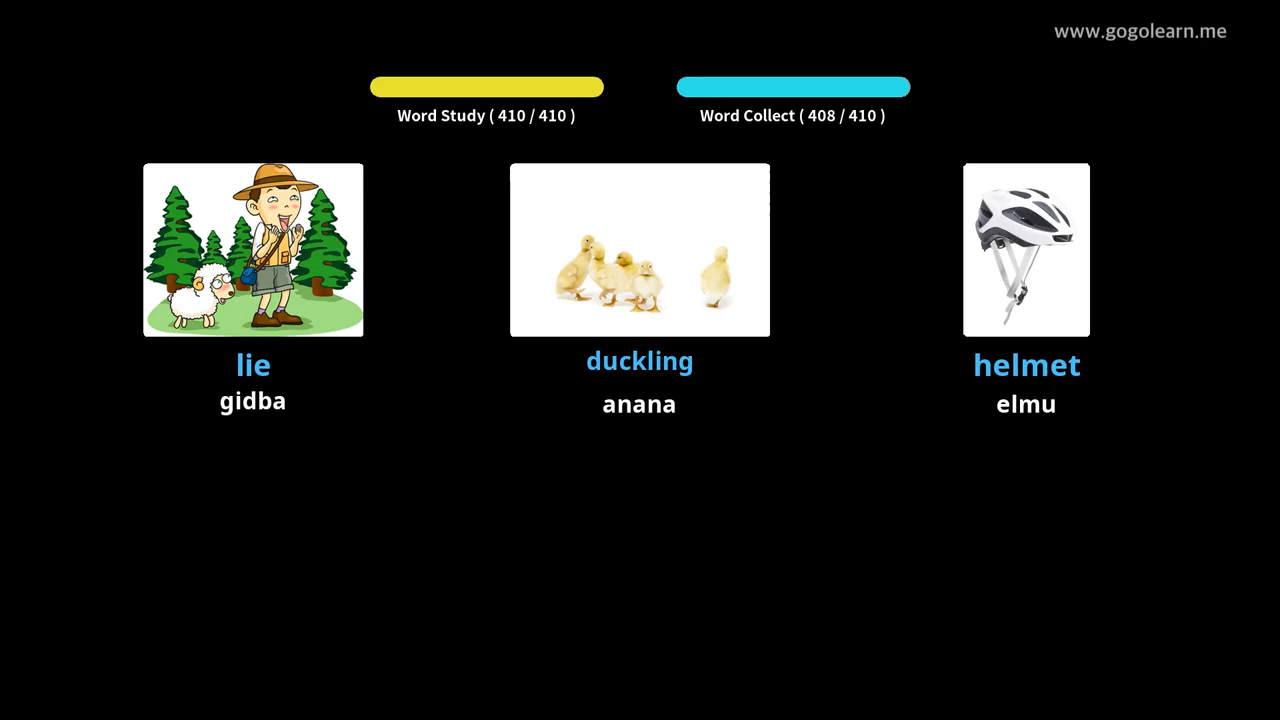 www.gogolearn.me
Word Study ( 410 / 410 )
Word Collect ( 408 / 410 )
lie
gidba
duckling
anana
helmet
elmu